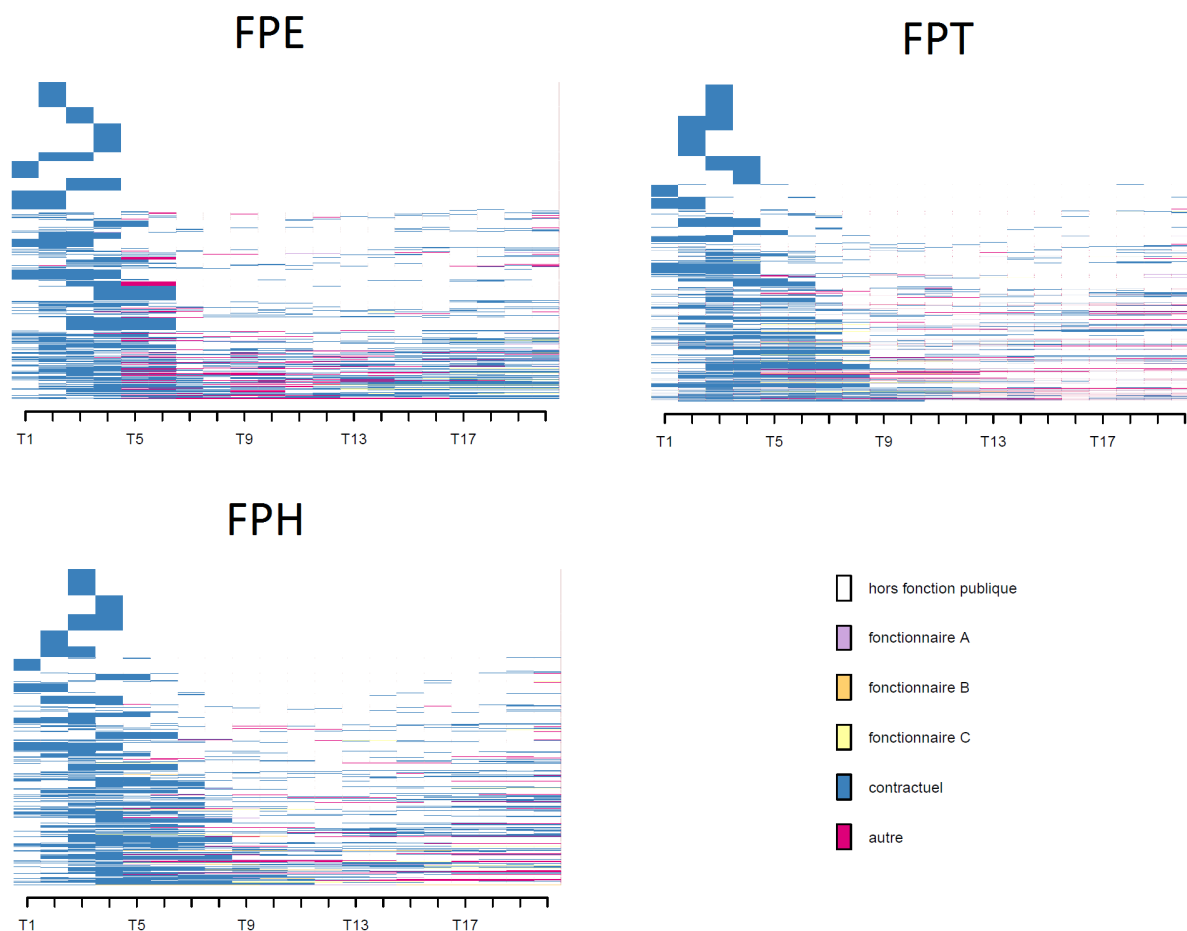 FPE
FPT
T1 T5 T9 T13 T17
T1 T5 T9 T13 T17
FPH
hors fonction publique
fonctionnaire A
fonctionnaire B
fonctionnaire C
contractuel
autre
T1 T5 T9 T13 T17